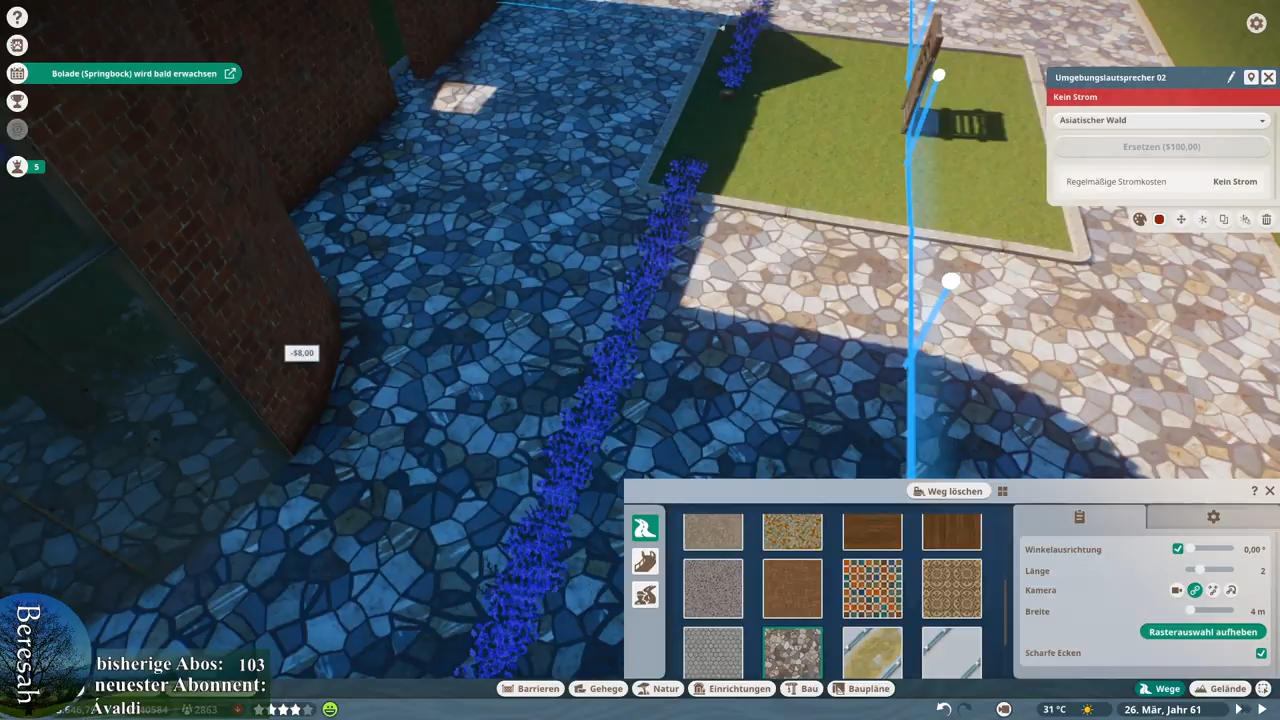 Bolade (Springbock) wird bald erwachsen
5
Umgebungslautsprecher 02
Kein Strom
Asiatischer Wald
Ersetzen ($100,00)
Regelmäßige Stromkosten
Kein Strom
-$8,00
Weg löschen
?
Winkelausrichtung
0,00 °
Länge
2
Kamera
Breite
4 m
Rasterauswahl aufheben
Scharfe Ecken
Beresah
bisherige Abos: 103
neuester Abonnent:
Avaldi
2863
Barrieren
Gehege
Natur
Einrichtungen
Bau
Baupläne
Wege
Gelände
31 °C
26. Mär, Jahr 61